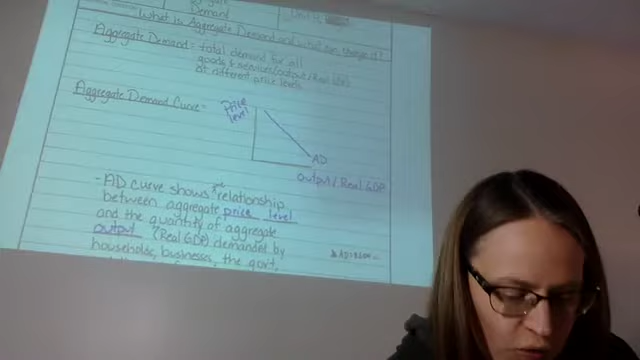 Demand
What is Aggregate Demand and what can change it?
Aggregate Demand: total demand for all
goods & services (output/Real GDP)
at different price levels
Aggregate Demand Curve-
Price
level
AD
Output/Real GDP
- AD curve shows relationship
between aggregate price level
and the quantity of aggregate
output (Real GDP) demanded by
households, business, the govt,